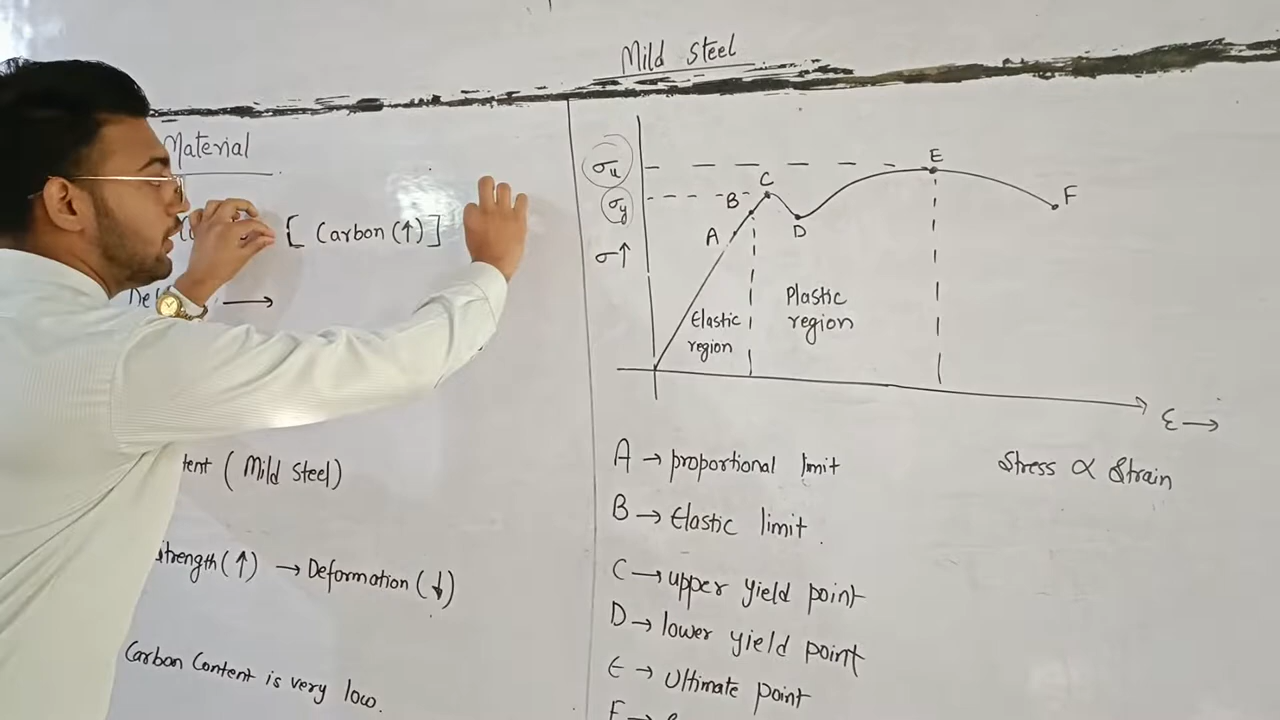 Mild Steel
Material
[ Carbon (↑) ]
→
(Mild Steel)
Strength (↑) → Deformation (↓)
Carbon Content is very low.
σu
σy
σ↑
A
B
C
D
E
F
Elastic region
Plastic region
ε →
Stress ∝ Strain
A → proportional limit
B → Elastic limit
C → upper yield point
D → lower yield point
E → Ultimate point
F →